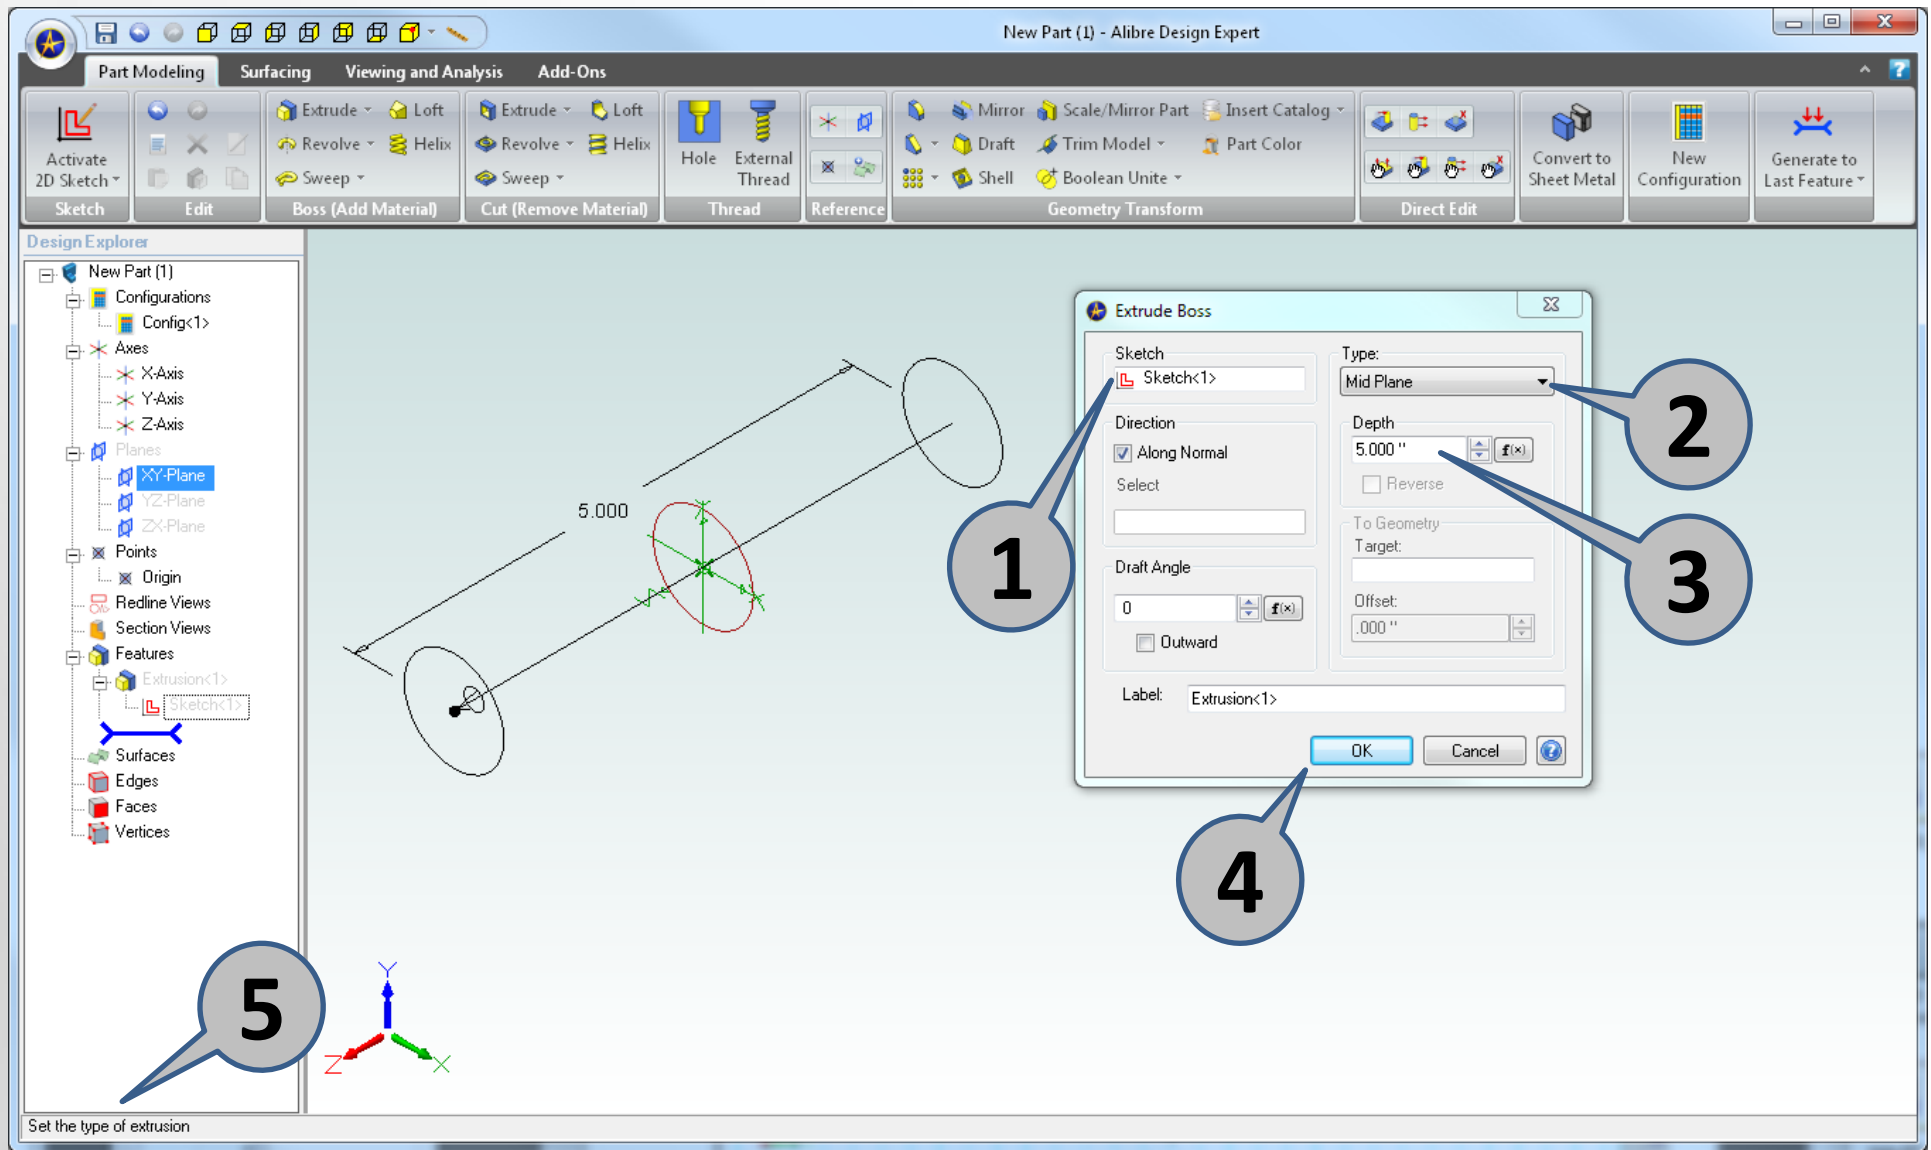 New Part (1) - Alibre Design Expert
Part Modeling Surfacing Viewing and Analysis Add-Ons
Activate
2D Sketch
Sketch
Edit
Extrude Loft
Revolve Helix
Sweep
Boss (Add Material)
Extrude Loft
Revolve Helix
Sweep
Cut (Remove Material)
Hole
External
Thread
Thread
Reference
Mirror Scale/Mirror Part Insert Catalog
Draft Trim Model Part Color
Shell Boolean Unite
Geometry Transform
Direct Edit
Convert to
Sheet Metal
New
Configuration
Generate to
Last Feature
Design Explorer
New Part (1)
Configurations
Config<1>
Axes
X-Axis
Y-Axis
Z-Axis
Planes
XY-Plane
YZ-Plane
ZX-Plane
Points
Origin
Redline Views
Section Views
Features
Extrusion<1>
Sketch<1>
Surfaces
Edges
Faces
Vertices
5.000
Y
Z
X
Extrude Boss
Sketch
Sketch<1>
Direction
Along Normal
Select
Draft Angle
0
f(x)
Outward
Type:
Mid Plane
Depth
5.000 "
f(x)
Reverse
To Geometry
Target:
Offset:
.000 "
Label: Extrusion<1>
OK Cancel ?
1
2
3
4
5
Set the type of extrusion